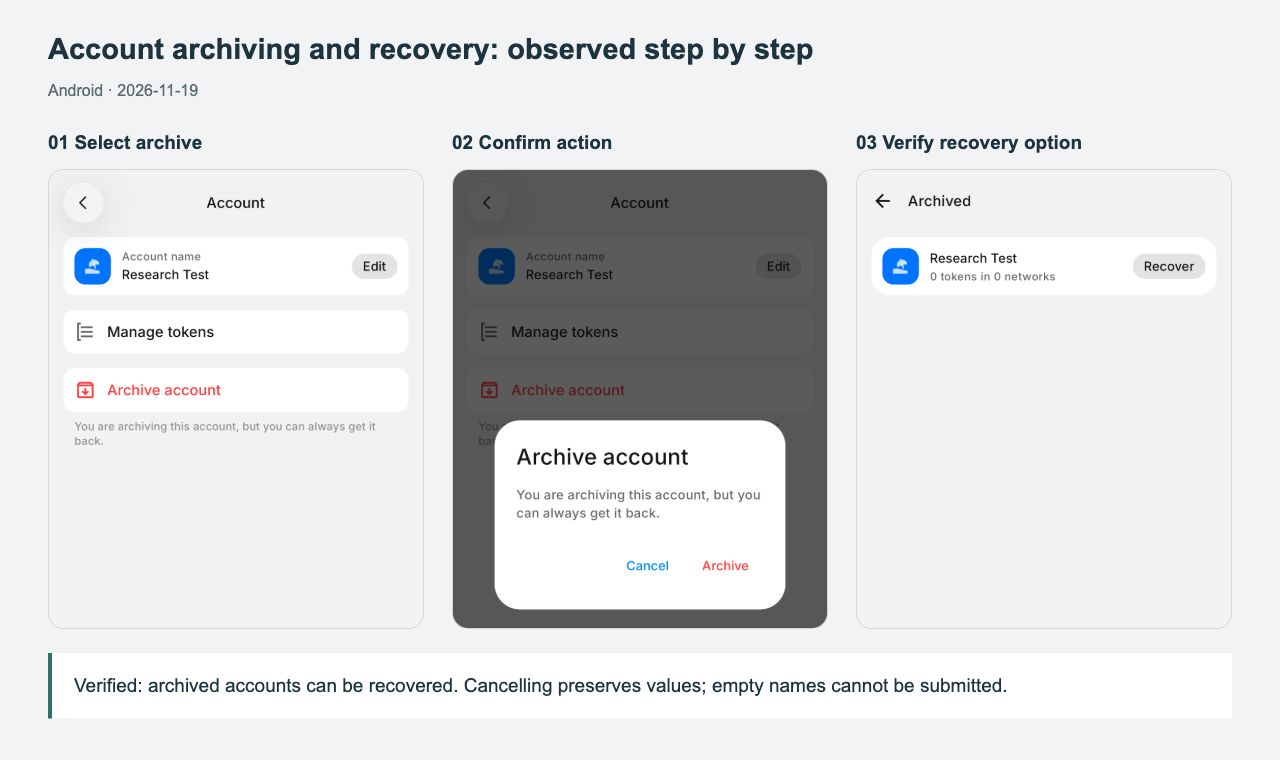 Account archiving and recovery: observed step by step
Android · 2026-11-19
01 Select archive
Account
Account name
Research Test
Edit
Manage tokens
Archive account
You are archiving this account, but you can always get it
back.
02 Confirm action
Account
Account name
Research Test
Edit
Manage tokens
Archive account
Archive account
You are archiving this account, but you
can always get it back.
Cancel
Archive
03 Verify recovery option
Archived
Research Test
0 tokens in 0 networks
Recover
Verified: archived accounts can be recovered. Cancelling preserves values; empty names cannot be submitted.